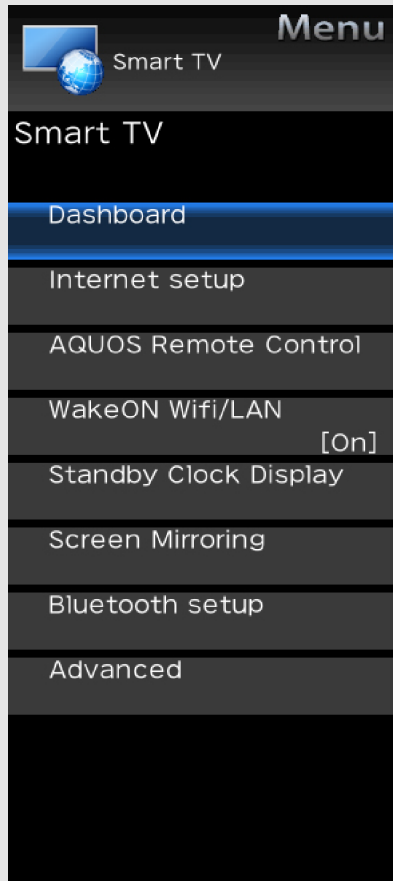 Menu
Smart TV
Smart TV
Dashboard
Internet setup
AQUOS Remote Control
WakeON Wifi/LAN
[On]
Standby Clock Display
Screen Mirroring
Bluetooth setup
Advanced